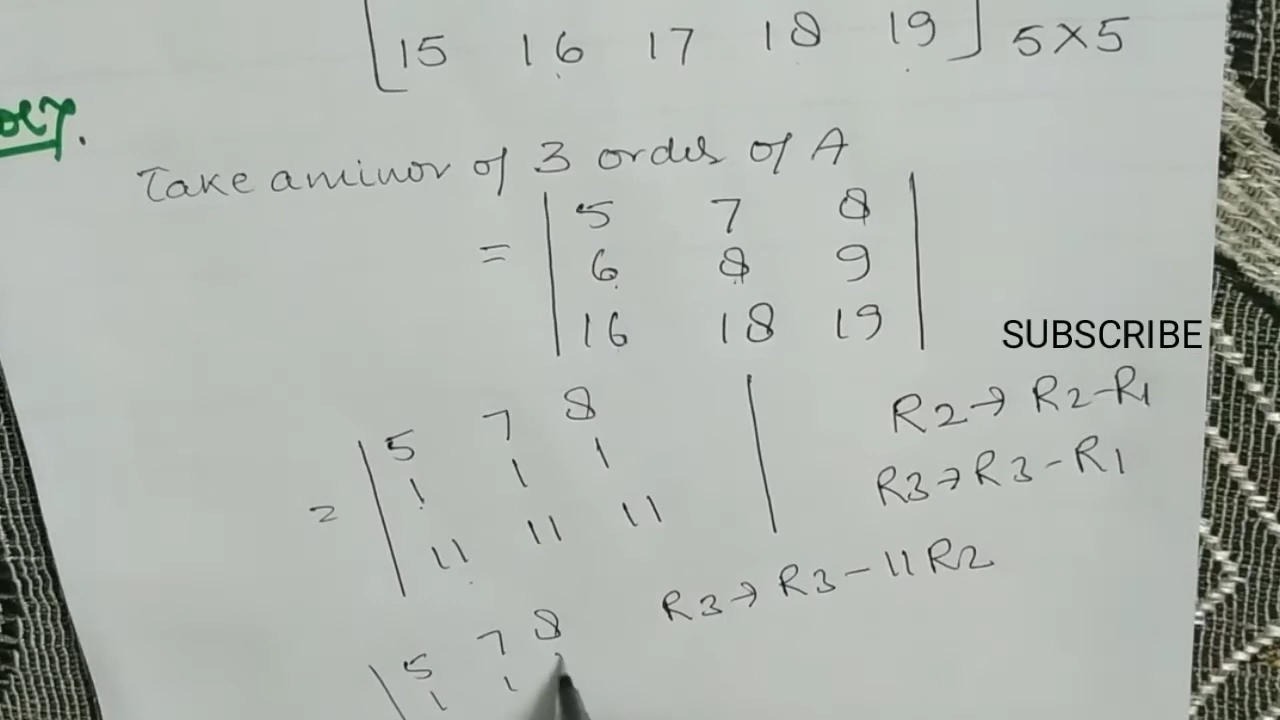 15 16 17 18 19 5×5
Take a minor of 3 order of A
= 5 7 8
6 8 9
16 18 19
SUBSCRIBE
= 5 7 8 R2→R2-R1
1 1 1 R3→R3-R1
11 11 11
R3→R3-11R2
5 7 8
1 1